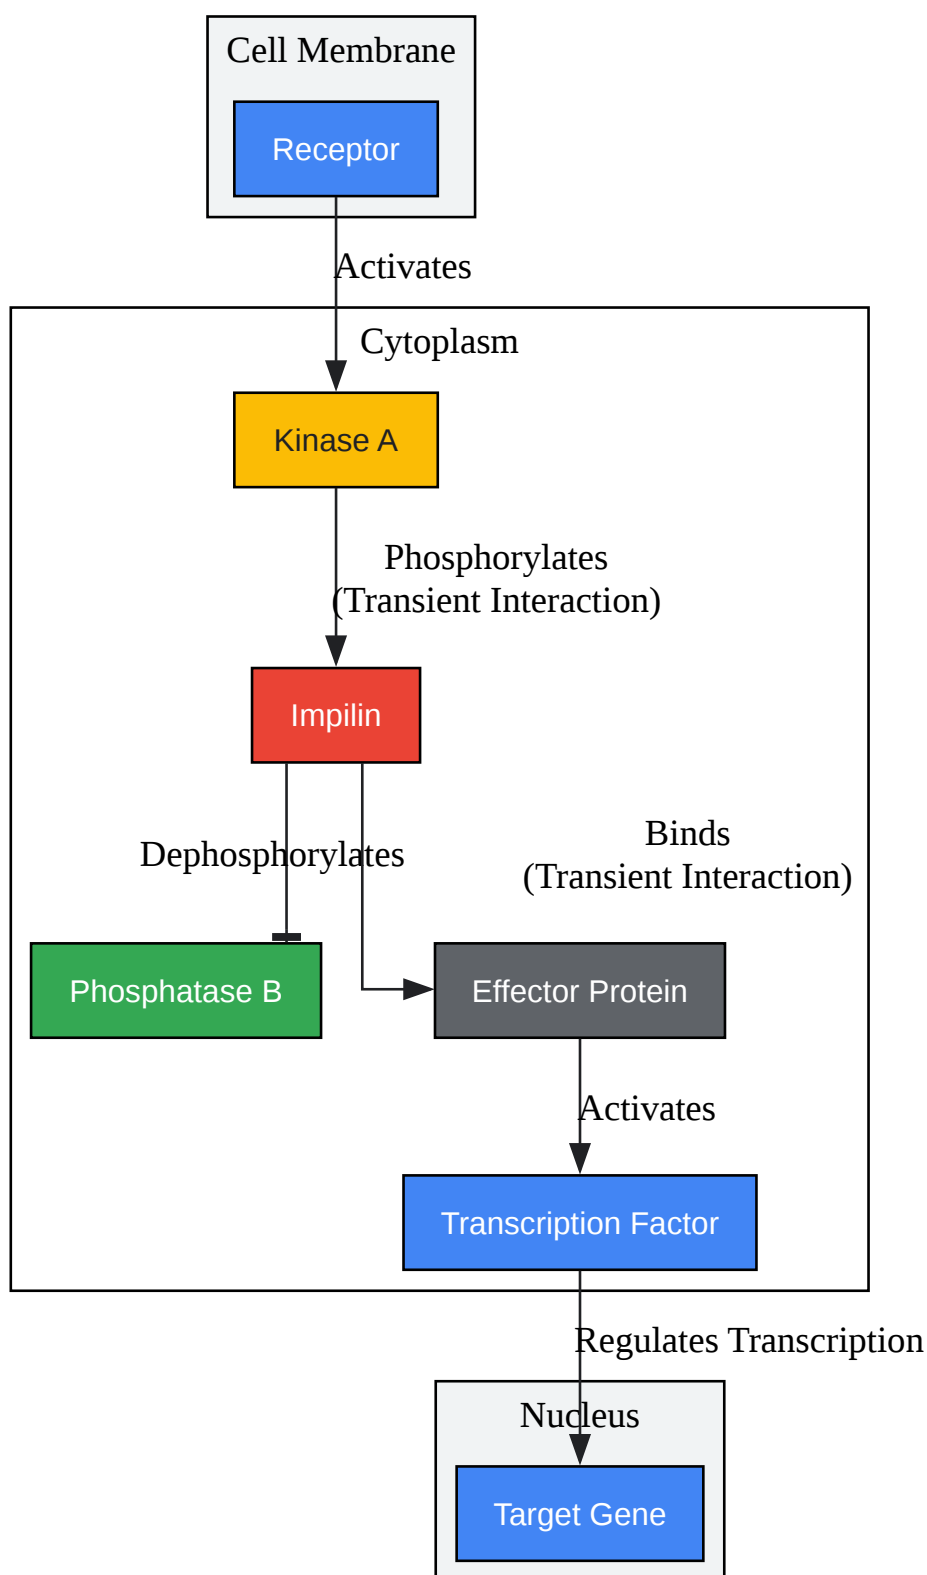 Cell Membrane
Receptor
Activates
Cytoplasm
Kinase A
Phosphorylates
(Transient Interaction)
Impilin
Dephosphorylates
Binds
(Transient Interaction)
Phosphatase B
Effector Protein
Activates
Transcription Factor
Regulates Transcription
Nucleus
Target Gene